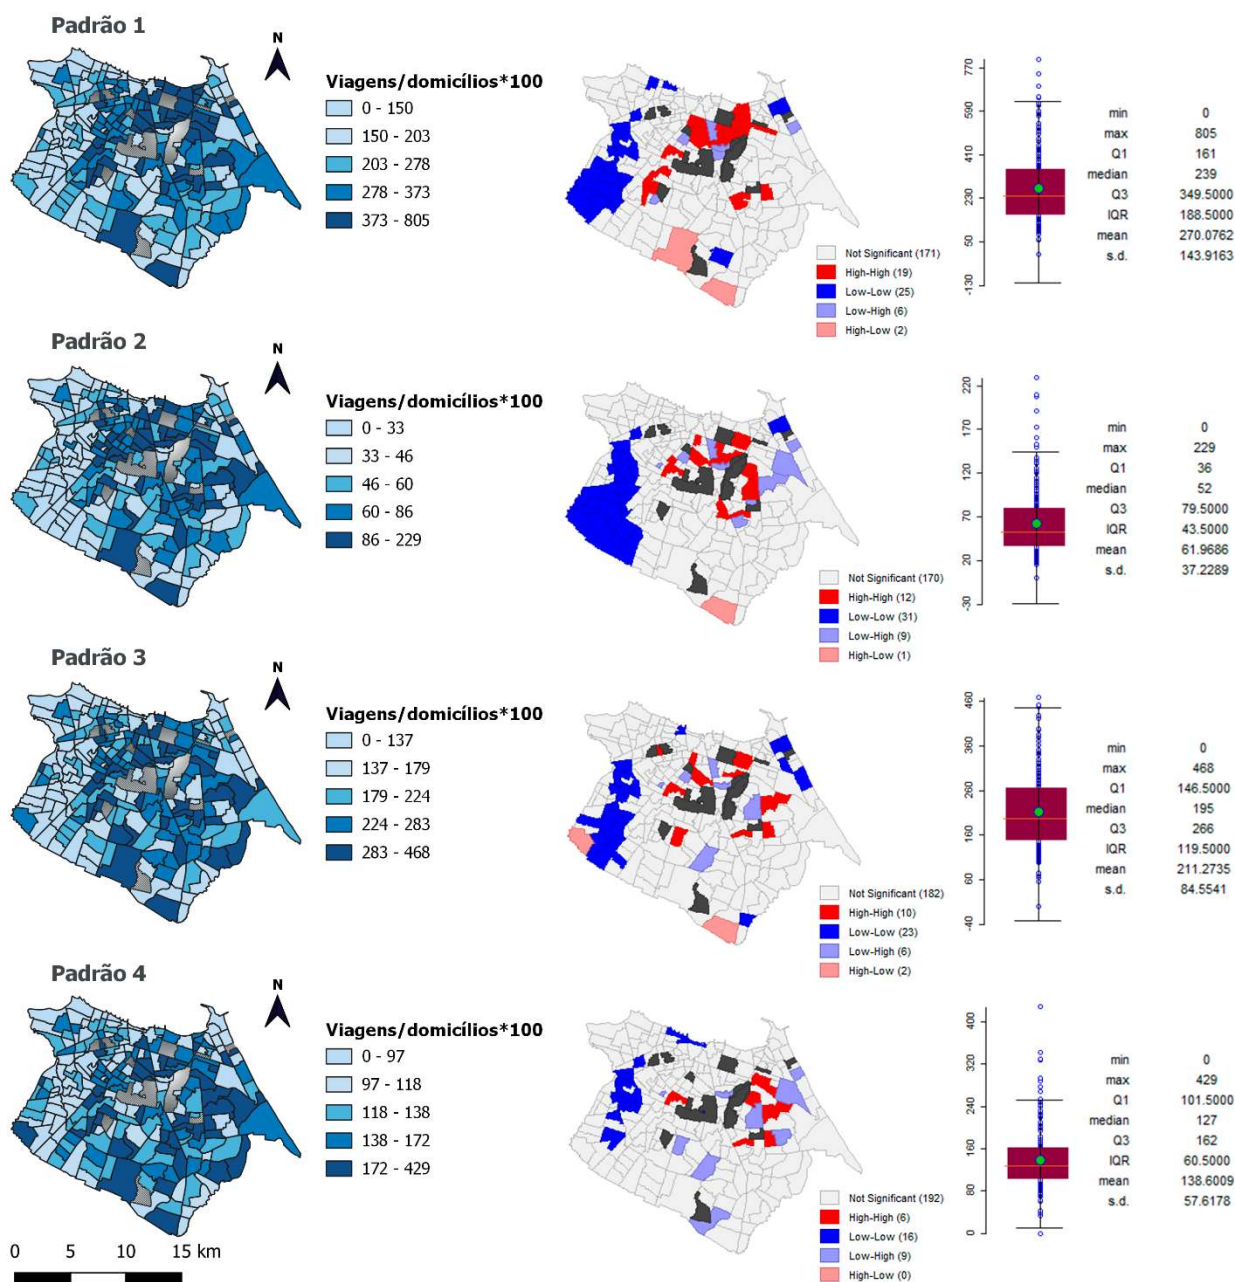 Padrão 1
N
Viagens/domicílios*100
0 - 150
150 - 203
203 - 278
278 - 373
373 - 805
Not Significant (171)
High-High (19)
Low-Low (25)
Low-High (6)
High-Low (2)
770
590
410
230
50
-130
min 0
max 805
Q1 161
median 239
Q3 349.5000
IQR 188.5000
mean 270.0762
s.d. 143.9163
Padrão 2
N
Viagens/domicílios*100
0 - 33
33 - 46
46 - 60
60 - 86
86 - 229
Not Significant (170)
High-High (12)
Low-Low (31)
Low-High (9)
High-Low (1)
220
170
120
70
20
-30
min 0
max 229
Q1 36
median 52
Q3 79.5000
IQR 43.5000
mean 61.9686
s.d. 37.2289
Padrão 3
N
Viagens/domicílios*100
0 - 137
137 - 179
179 - 224
224 - 283
283 - 468
Not Significant (182)
High-High (10)
Low-Low (23)
Low-High (6)
High-Low (2)
460
360
260
160
60
-40
min 0
max 468
Q1 146.5000
median 195
Q3 266
IQR 119.5000
mean 211.2735
s.d. 84.5541
Padrão 4
N
Viagens/domicílios*100
0 - 97
97 - 118
118 - 138
138 - 172
172 - 429
Not Significant (192)
High-High (6)
Low-Low (16)
Low-High (9)
High-Low (0)
400
320
240
160
80
0
min 0
max 429
Q1 101.5000
median 127
Q3 162
IQR 60.5000
mean 138.6009
s.d. 57.6178
0 5 10 15 km